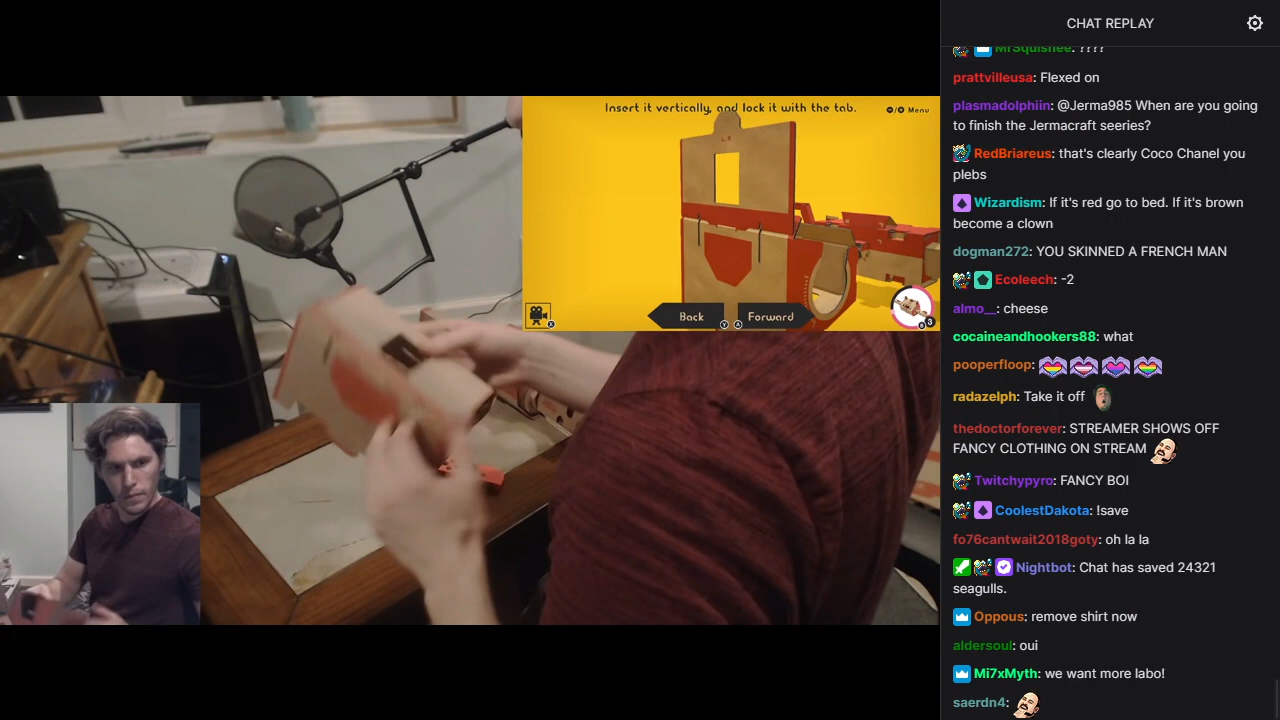 CHAT REPLAY
MrSquishee: ????
prattvilleusa: Flexed on
plasmadolphiin: @Jerma985 When are you going
to finish the Jermacraft seeries?
RedBriareus: that's clearly Coco Chanel you
plebs
Wizardism: If it's red go to bed. If it's brown
become a clown
dogman272: YOU SKINNED A FRENCH MAN
Ecoleech: -2
almo__: cheese
cocaineandhookers88: what
pooperfloop:
radazelph: Take it off
thedoctorforever: STREAMER SHOWS OFF
FANCY CLOTHING ON STREAM
Twitchypyro: FANCY BOI
CoolestDakota: !save
fo76cantwait2018goty: oh la la
Nightbot: Chat has saved 24321
seagulls.
Oppous: remove shirt now
aldersoul: oui
Mi7xMyth: we want more labo!
saerdn4:
Insert it vertically, and lock it with the tab.
-/+ Menu
Back
Y
A
Forward
X
B
3